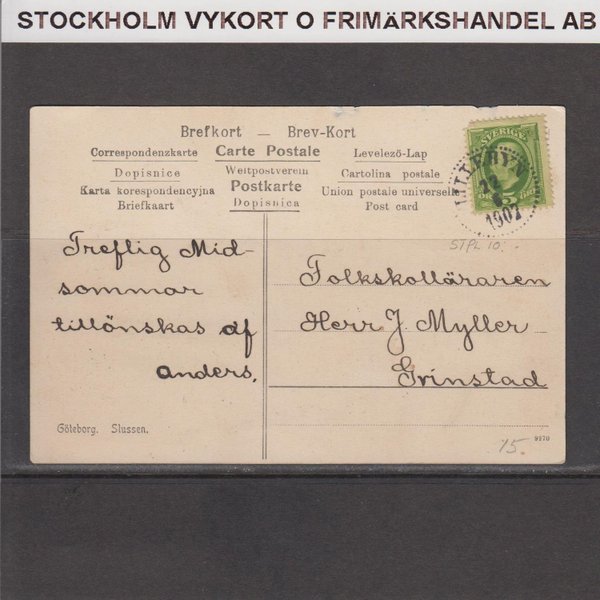 STOCKHOLM VYKORT O FRIMÄRKSHANDEL AB
Brefkort — Brev-Kort
Correspondenzkarte Carte Postale Levelező-Lap
Dopisnice Weltpostverein Cartolina postale
Karta korespondencyjna Postkarte Union postale universelle
Briefkaart Dopisnica Post card
SVERIGE
5
1907
STPL 10:-
Treflig Mid-
sommar
tillönskas af
anders.
Folkskolläraren
Herr J. Myller
Grinstad
Göteborg. Slussen.
15.
9270